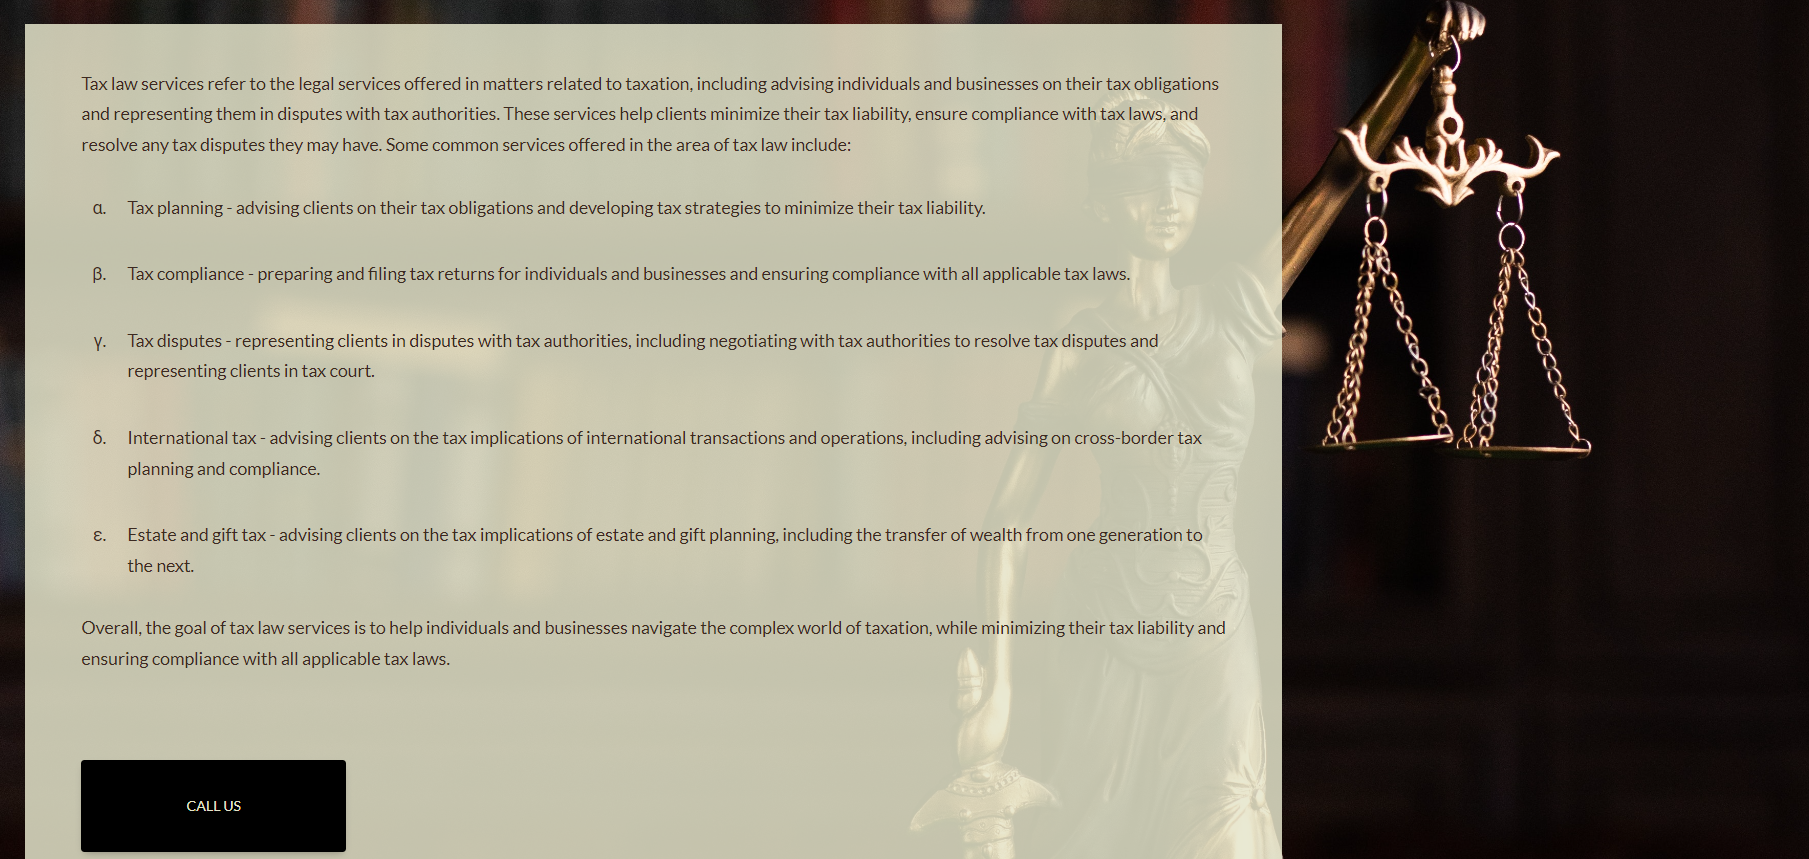 Tax law services refer to the legal services offered in matters related to taxation, including advising individuals and businesses on their tax obligations
and representing them in disputes with tax authorities. These services help clients minimize their tax liability, ensure compliance with tax laws, and
resolve any tax disputes they may have. Some common services offered in the area of tax law include:
α. Tax planning - advising clients on their tax obligations and developing tax strategies to minimize their tax liability.
β. Tax compliance - preparing and filing tax returns for individuals and businesses and ensuring compliance with all applicable tax laws.
γ. Tax disputes - representing clients in disputes with tax authorities, including negotiating with tax authorities to resolve tax disputes and
representing clients in tax court.
δ. International tax - advising clients on the tax implications of international transactions and operations, including advising on cross-border tax
planning and compliance.
ε. Estate and gift tax - advising clients on the tax implications of estate and gift planning, including the transfer of wealth from one generation to
the next.
Overall, the goal of tax law services is to help individuals and businesses navigate the complex world of taxation, while minimizing their tax liability and
ensuring compliance with all applicable tax laws.
CALL US